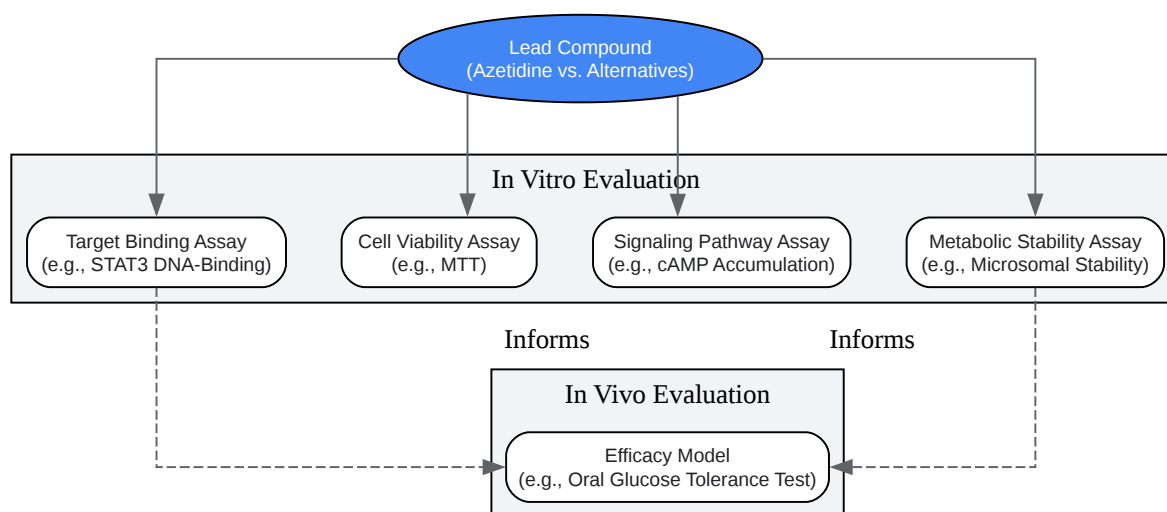 Lead Compound
(Azetidine vs. Alternatives)
In Vitro Evaluation
Target Binding Assay
(e.g., STAT3 DNA-Binding)
Cell Viability Assay
(e.g., MTT)
Signaling Pathway Assay
(e.g., cAMP Accumulation)
Metabolic Stability Assay
(e.g., Microsomal Stability)
Informs
Informs
In Vivo Evaluation
Efficacy Model
(e.g., Oral Glucose Tolerance Test)